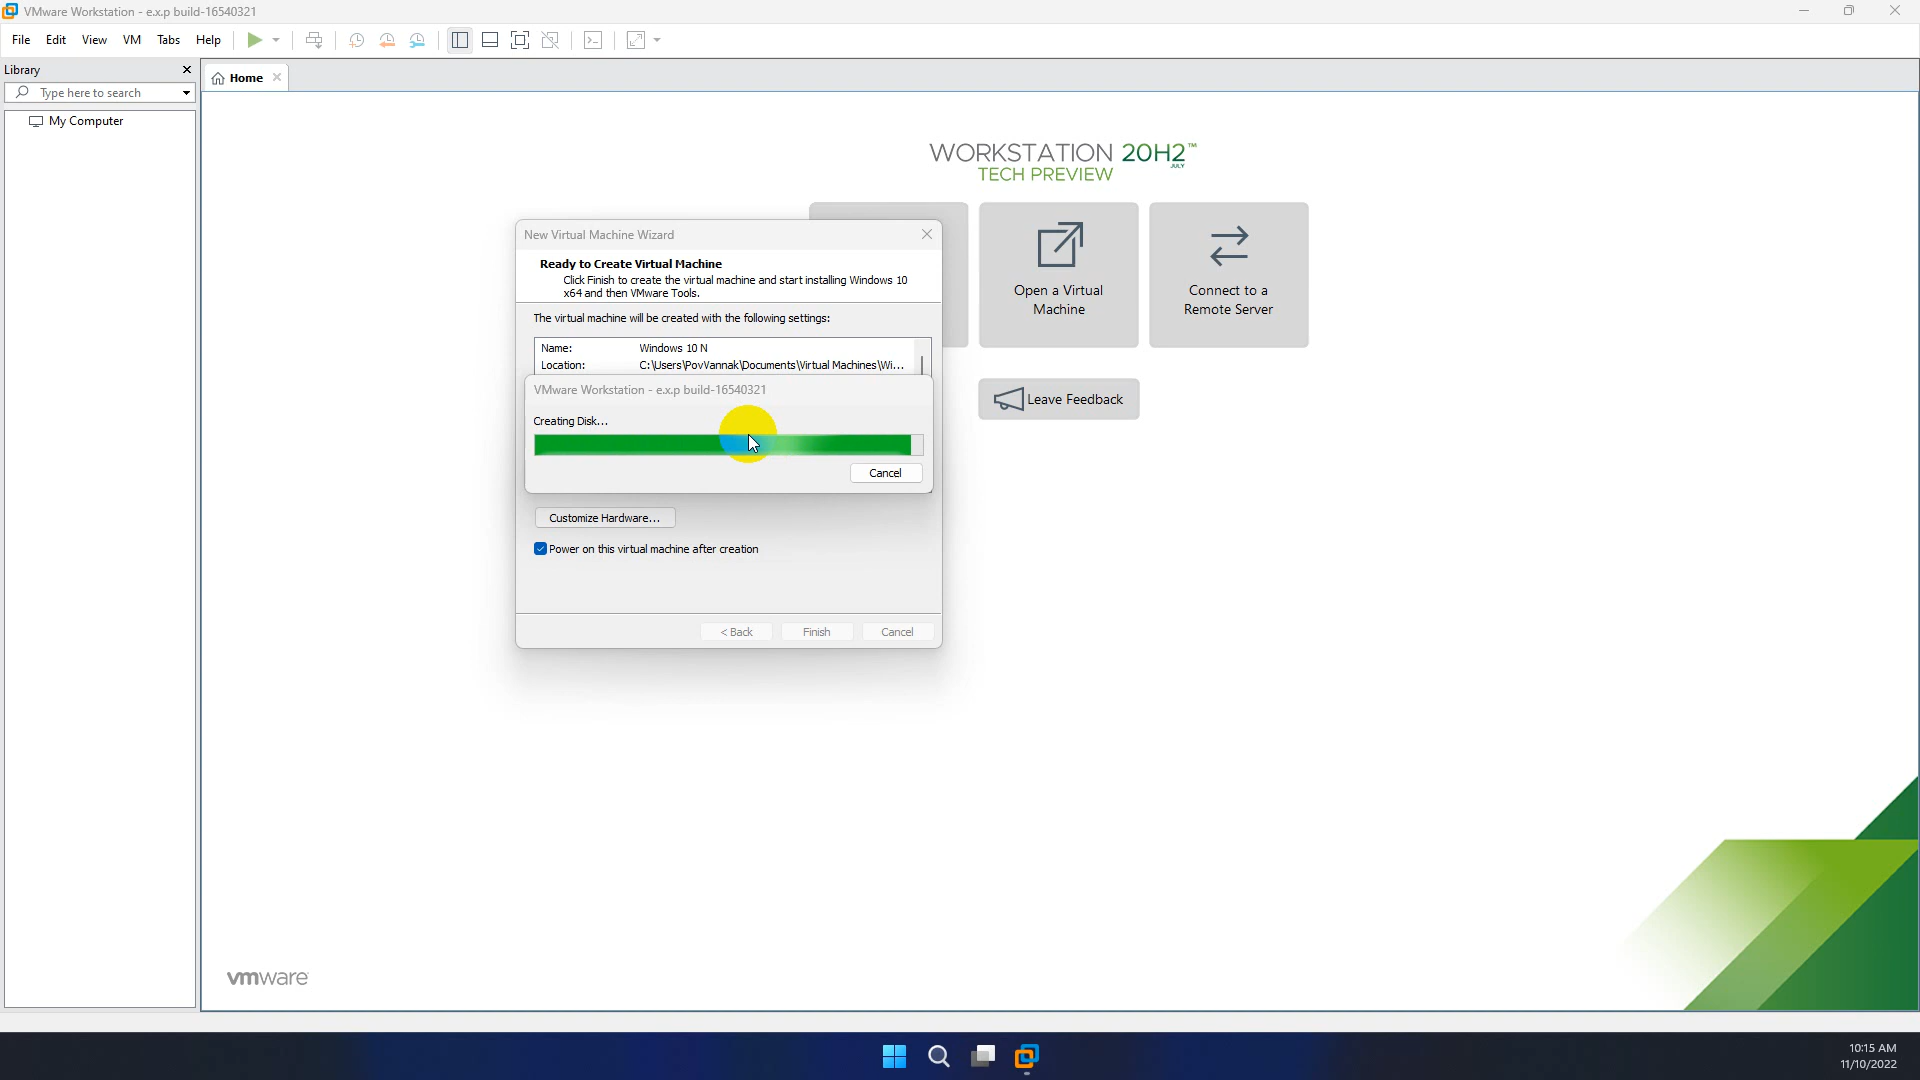 VMware Workstation - e.x.p build-16540321
File Edit View VM Tabs Help
Library
Home
Type here to search
My Computer
WORKSTATION 20H2™
JULY
TECH PREVIEW
New Virtual Machine Wizard
Ready to Create Virtual Machine
Click Finish to create the virtual machine and start installing Windows 10
x64 and then VMware Tools.
The virtual machine will be created with the following settings:
Name: Windows 10 N
Location: C:\Users\PovVannak\Documents\Virtual Machines\Wi...
VMware Workstation - e.x.p build-16540321
Creating Disk...
Cancel
Customize Hardware...
Power on this virtual machine after creation
< Back Finish Cancel
Open a Virtual
Machine
Connect to a
Remote Server
Leave Feedback
vmware
10:15 AM
11/10/2022